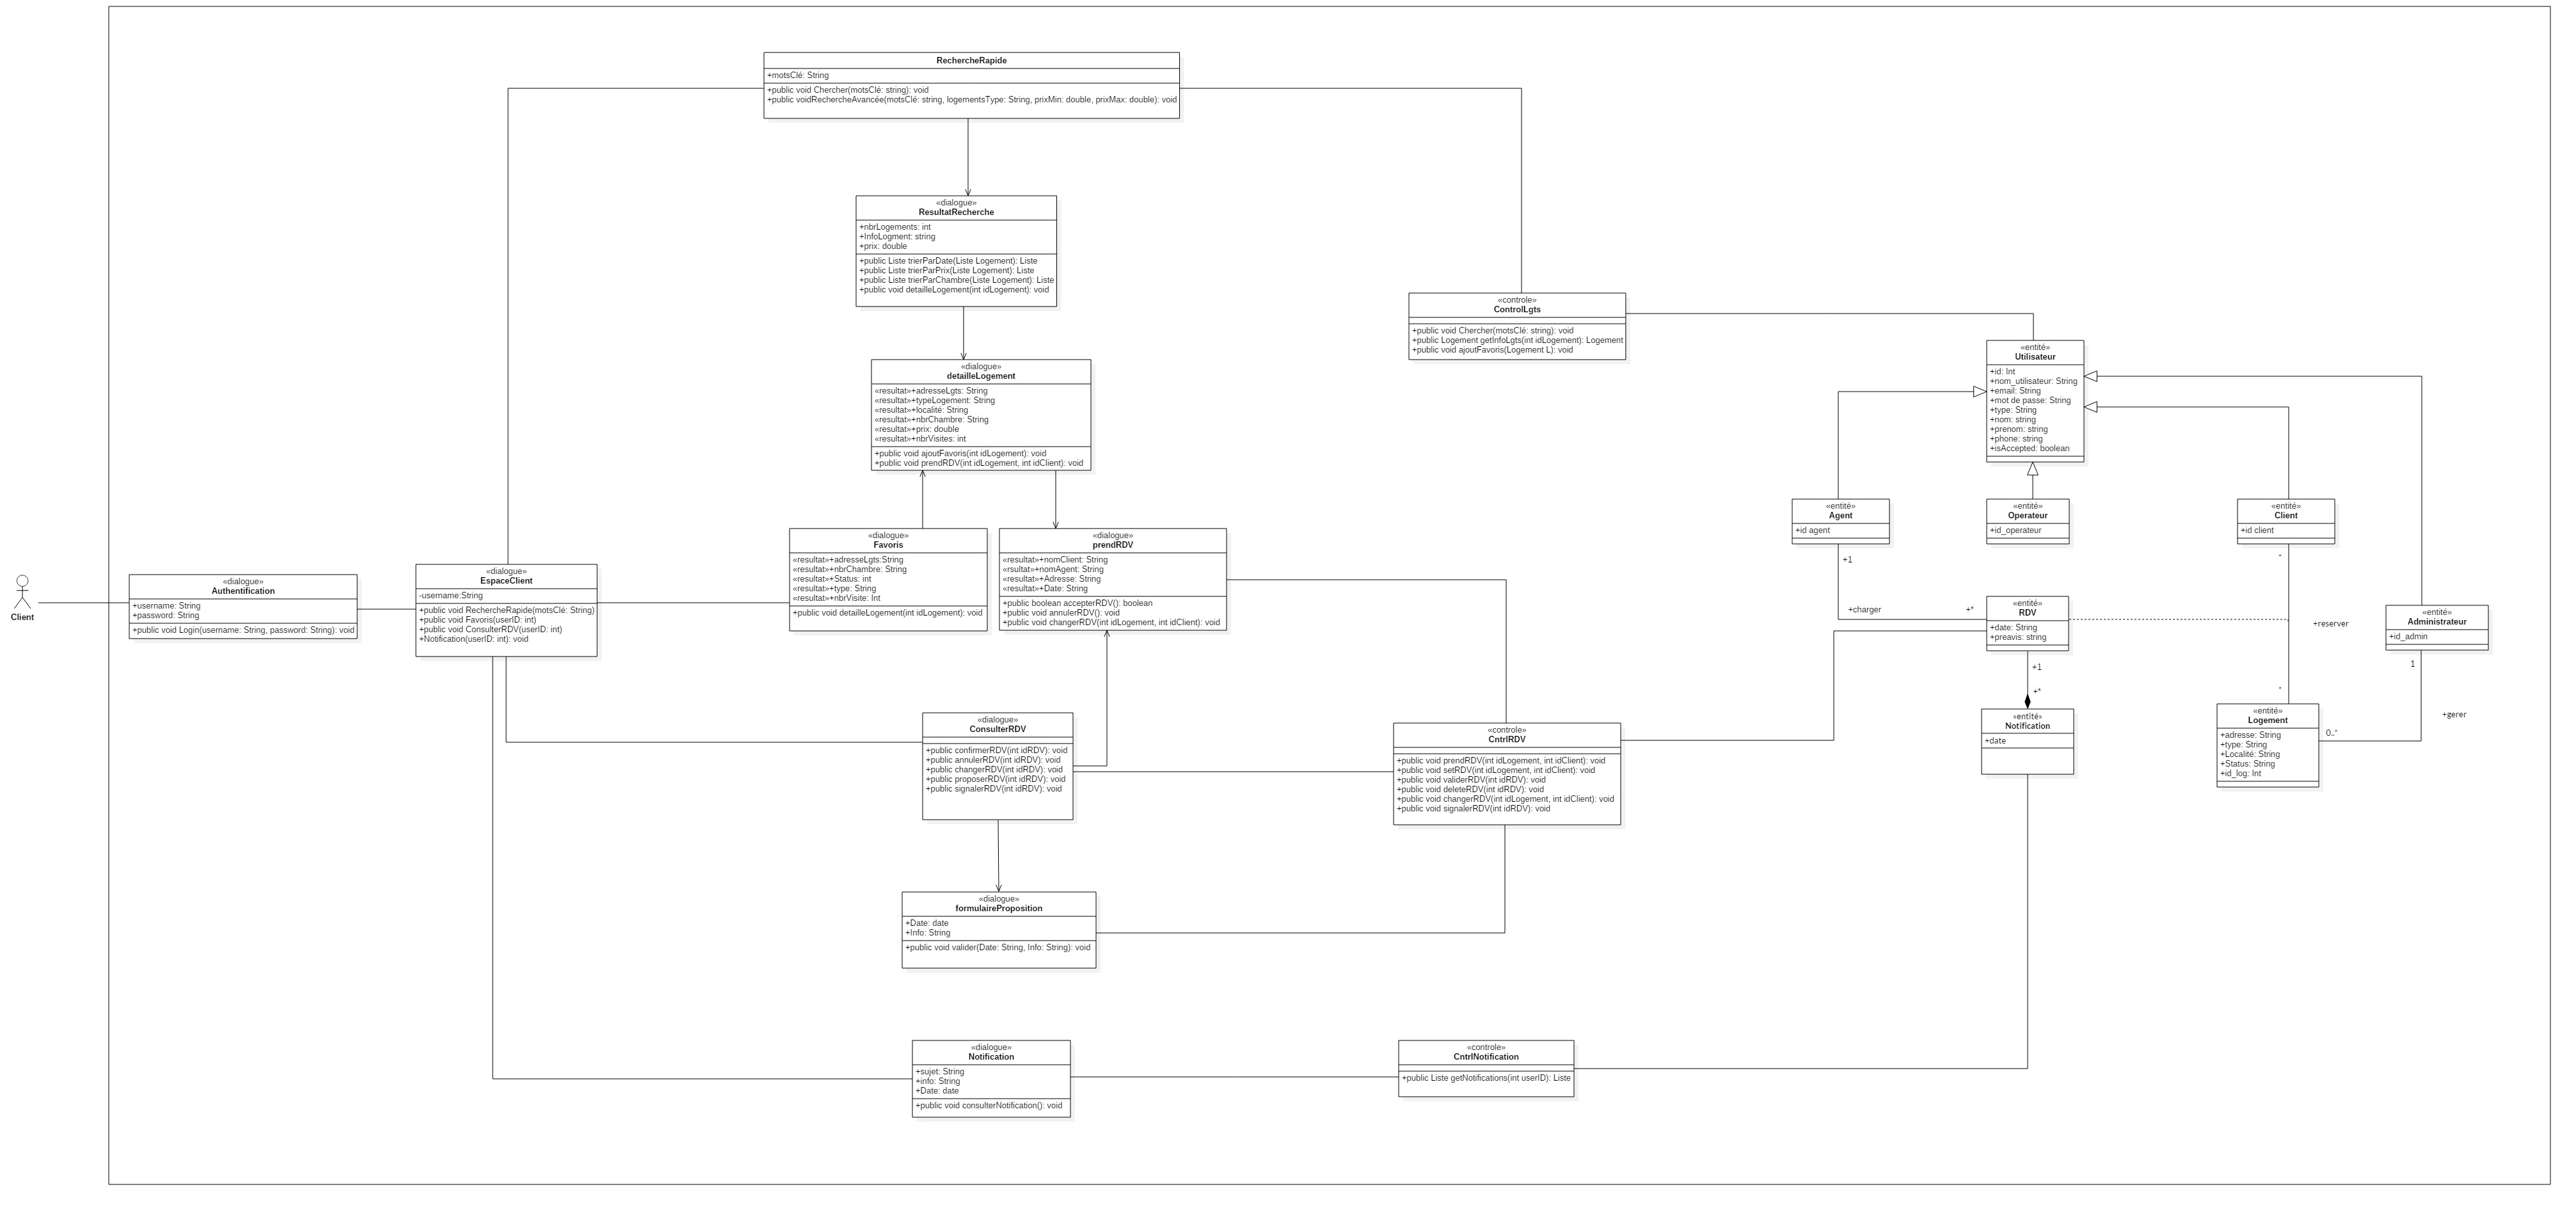 RechercheRapide
+motsClé: String
+public void Chercher(motsClé: string): void
+public voidRechercheAvancée(motsClé: string, logementsType: String, prixMin: double, prixMax: double): void
«dialogue»
ResultatRecherche
+nbrLogements: int
+InfoLogment: string
+prix: double
+public Liste trierParDate(Liste Logement): Liste
+public Liste trierParPrix(Liste Logement): Liste
+public Liste trierParChambre(Liste Logement): Liste
+public void detailleLogement(int idLogement): void
«controle»
ControlLgts
+public void Chercher(motsClé: string): void
+public Logement getInfoLgts(int idLogement): Logement
+public void ajoutFavoris(Logement L): void
«entité»
Utilisateur
+id: Int
+nom_utilisateur: String
+email: String
+mot de passe: String
+type: String
+nom: string
+prenom: string
+phone: string
+isAccepted: boolean
«dialogue»
detailleLogement
«resultat»+adresseLgts: String
«resultat»+typeLogement: String
«resultat»+localité: String
«resultat»+nbrChambre: String
«resultat»+prix: double
«resultat»+nbrVisites: int
+public void ajoutFavoris(int idLogement): void
+public void prendRDV(int idLogement, int idClient): void
«entité»
Agent
+id agent
«entité»
Operateur
+id_operateur
«entité»
Client
+id client
+1
*
«dialogue»
Favoris
«resultat»+adresseLgts:String
«resultat»+nbrChambre: String
«resultat»+Status: int
«resultat»+type: String
«resultat»+nbrVisite: Int
+public void detailleLogement(int idLogement): void
«dialogue»
prendRDV
«resultat»+nomClient: String
«rsultat»+nomAgent: String
«resultat»+Adresse: String
«resultat»+Date: String
+public boolean accepterRDV(): boolean
+public void annulerRDV(): void
+public void changerRDV(int idLogement, int idClient): void
Client
«dialogue»
Authentification
+username: String
+password: String
+public void Login(username: String, password: String): void
«dialogue»
EspaceClient
-username:String
+public void RechercheRapide(motsClé: String)
+public void Favoris(userID: int)
+public void ConsulterRDV(userID: int)
+Notification(userID: int): void
+charger
+*
«entité»
RDV
+date: String
+preavis: string
+reserver
«entité»
Administrateur
+id_admin
+1
+*
1
*
«entité»
Notification
+date
«entité»
Logement
+adresse: String
+type: String
+Localité: String
+Status: String
+id_log: Int
0..*
+gerer
«dialogue»
ConsulterRDV
+public confirmerRDV(int idRDV): void
+public annulerRDV(int idRDV): void
+public changerRDV(int idRDV): void
+public proposerRDV(int idRDV): void
+public signalerRDV(int idRDV): void
«controle»
CntrlRDV
+public void prendRDV(int idLogement, int idClient): void
+public void setRDV(int idLogement, int idClient): void
+public void validerRDV(int idRDV): void
+public void deleteRDV(int idRDV): void
+public void changerRDV(int idLogement, int idClient): void
+public void signalerRDV(int idRDV): void
«dialogue»
formulaireProposition
+Date: date
+Info: String
+public void valider(Date: String, Info: String): void
«dialogue»
Notification
+sujet: String
+info: String
+Date: date
+public void consulterNotification(): void
«controle»
CntrlNotification
+public Liste getNotifications(int userID): Liste